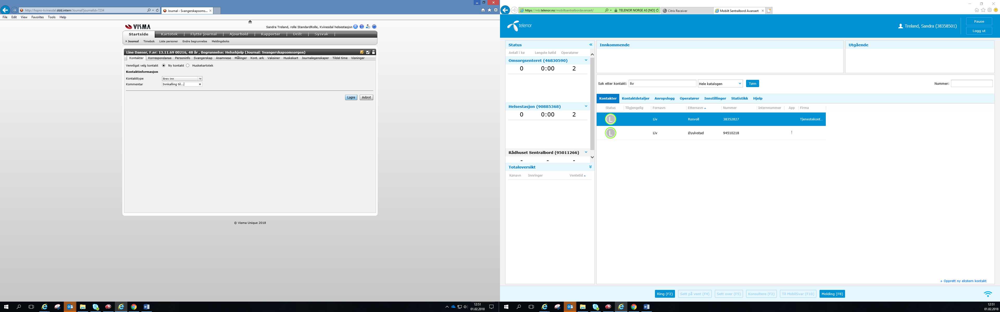 http://hspro-kvinesdal.ddd.intern/Journal?journalId=7234
Journal - Svangerskapsoms...
File Edit View Favorites Tools Help
VISMA
Sandra Treland, rolle StandardRolle, Kvinesdal helsestasjon
Startside Kartotek Flytte journal Ajourhold Rapporter Drift Sysvak
Journal Timebok Liste personer Endre begrunnelse Meldingsboks
Line Danser, F.nr: 13.11.69 00216, 48 år , Begrunnelse: Helsehjelp (Journal: Svangerskapsomsorgen)
Kontakter Korrespondanse Personinfo Svangerskap Anamnese Målinger Kont. ark Vaksiner Huskekart Journalegenskaper Tildel time Visninger
Vennligst velg kontakt Ny kontakt Huskekartotek
Kontaktinformasjon
Kontakttype Brev inn
Kommentar Innkalling til...
Lagre Avbryt
© Visma Unique 2018
12:51
01.02.2018
https://mb.telenor.no/mobiltsentralbordavansert/
TELENOR NORGE AS [NO]
Citrix Receiver
Mobilt Sentralbord Avansert
telenor
Treland, Sandra (38358501)
Pause
Logg ut
Status
Antall i kø Lengste køtid Operatører
Omsorgsenteret (46830590)
0 0:00 2
Helsestasjon (90885368)
0 0:00 2
Rådhuset Sentralbord (95011266)
- - -
Totaloversikt
Kønavn Innringer Ventetid
Innkommende
Utgående
Søk etter kontakt: liv Hele katalogen Tøm
Nummer:
Kontakter Kontaktdetaljer Anropslogg Operatører Innstillinger Statistikk Hjelp
Status Tilgjengelig Fornavn Etternavn Nummer Internnummer App Firma
L Liv Rosvoll 38352827 Tjenestekont...
L Liv Øyulvstad 94510218 !
+ Opprett ny ekstern kontakt
Ring (F2) Sett på vent (F4) Sett over (F5) Konsultere (F2) Til MobilSvar (F10) Melding (F8)
12:51
01.02.2018